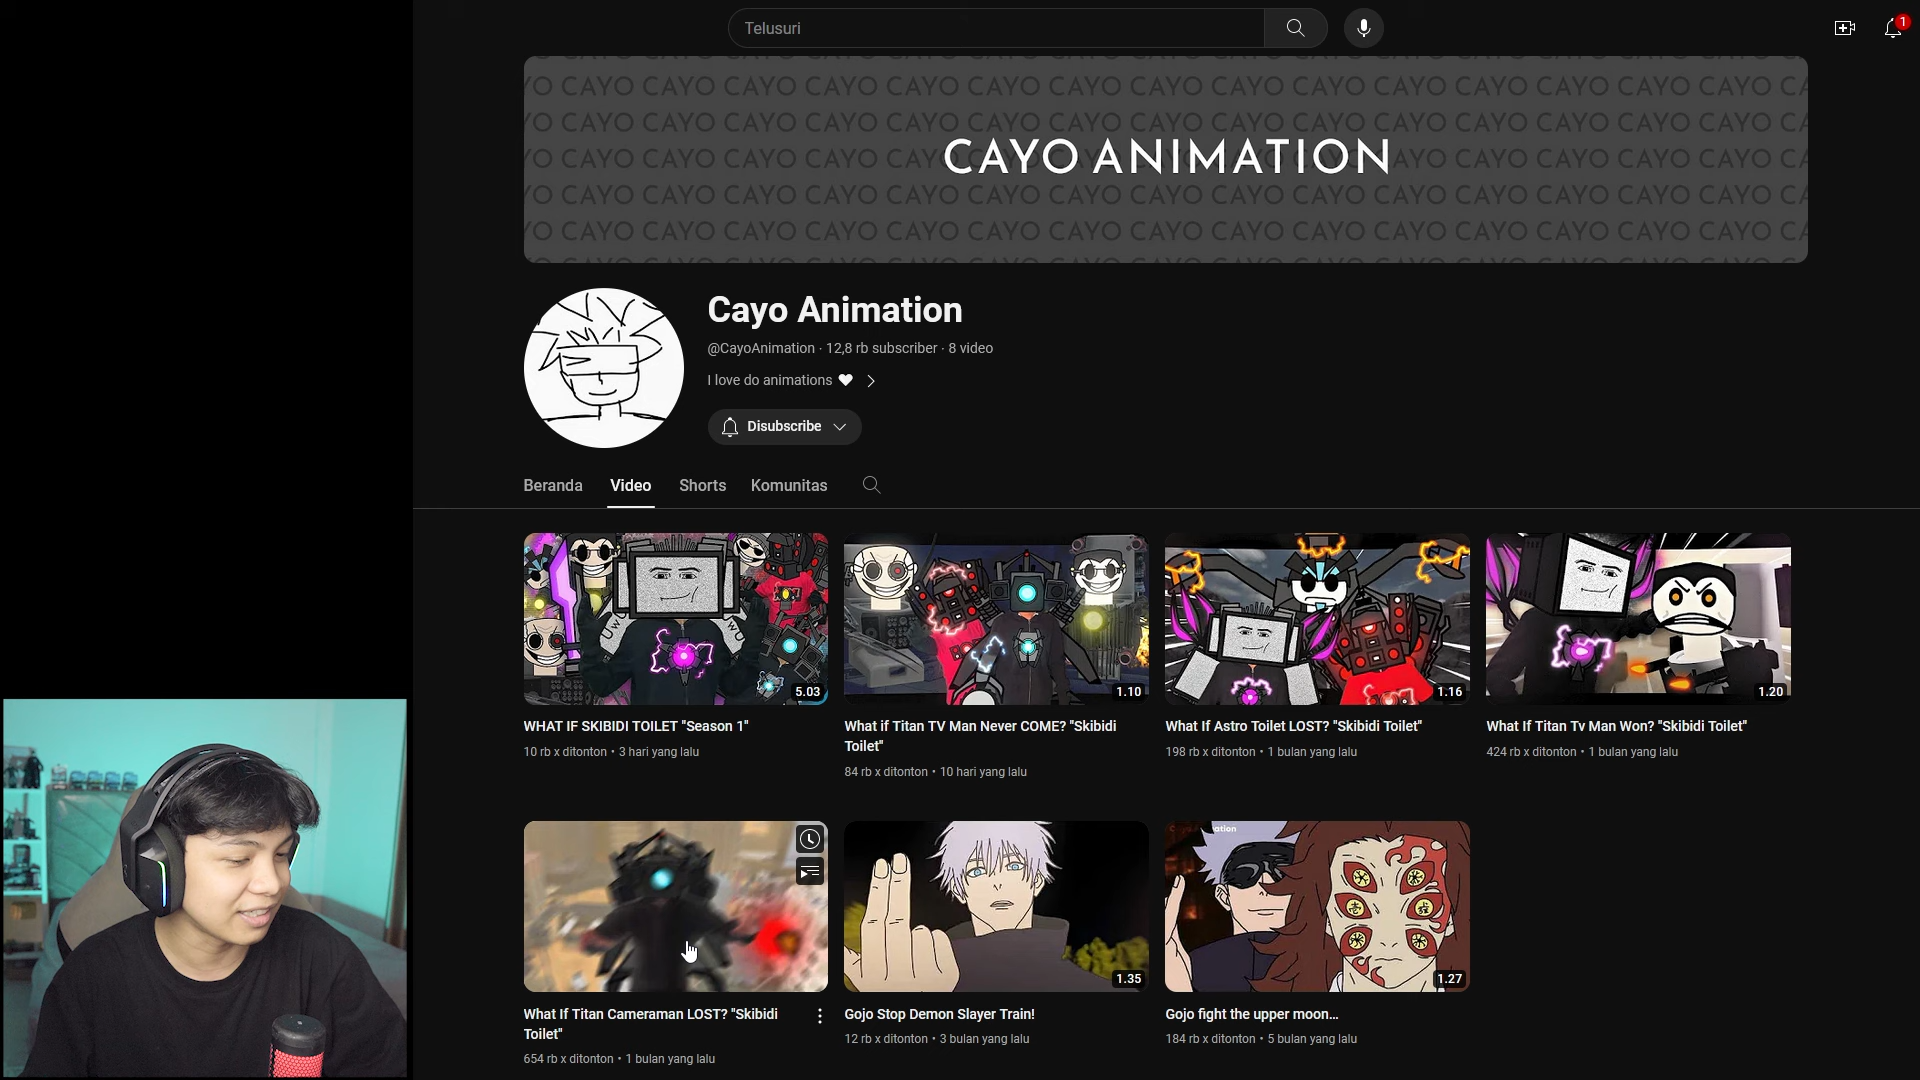 Telusuri
1
CAYO ANIMATION
Cayo Animation
@CayoAnimation · 12,8 rb subscriber · 8 video
I love do animations 🤍
Disubscribe
Beranda Video Shorts Komunitas
5.03
1.10
1.16
1.20
WHAT IF SKIBIDI TOILET "Season 1"
10 rb x ditonton • 3 hari yang lalu
What if Titan TV Man Never COME? "Skibidi
Toilet"
84 rb x ditonton • 10 hari yang lalu
What If Astro Toilet LOST? "Skibidi Toilet"
198 rb x ditonton • 1 bulan yang lalu
What If Titan Tv Man Won? "Skibidi Toilet"
424 rb x ditonton • 1 bulan yang lalu
1.35
1.27
What If Titan Cameraman LOST? "Skibidi
Toilet"
654 rb x ditonton • 1 bulan yang lalu
Gojo Stop Demon Slayer Train!
12 rb x ditonton • 3 bulan yang lalu
Gojo fight the upper moon...
184 rb x ditonton • 5 bulan yang lalu